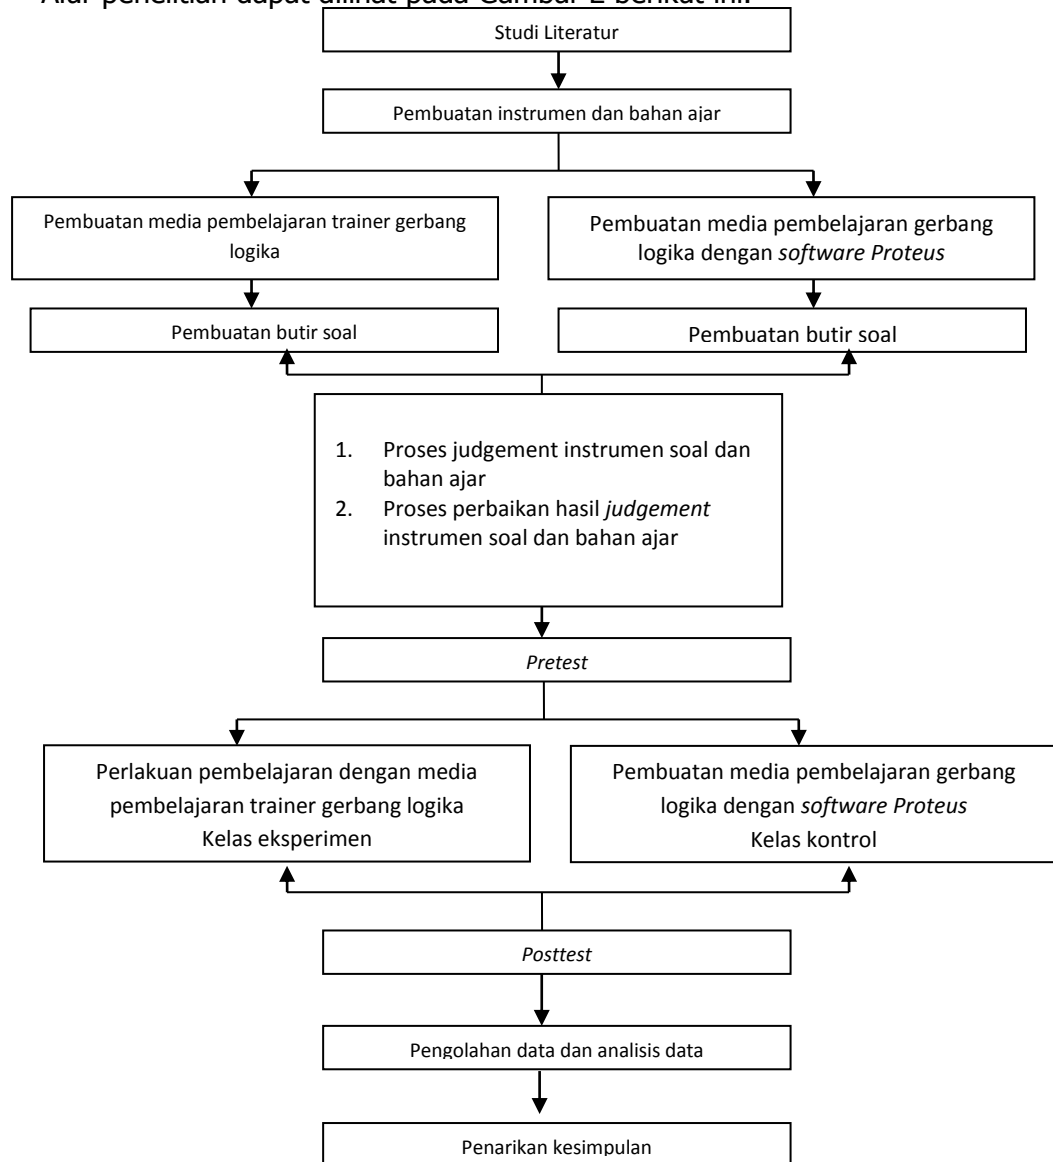 Alur penelitian dapat dilihat pada Gambar 2 berikut ini.
Studi Literatur
Pembuatan instrumen dan bahan ajar
Pembuatan media pembelajaran trainer gerbang
logika
Pembuatan media pembelajaran gerbang
logika dengan software Proteus
Pembuatan butir soal
Pembuatan butir soal
1. Proses judgement instrumen soal dan
bahan ajar
2. Proses perbaikan hasil judgement
instrumen soal dan bahan ajar
Pretest
Perlakuan pembelajaran dengan media
pembelajaran trainer gerbang logika
Kelas eksperimen
Pembuatan media pembelajaran gerbang
logika dengan software Proteus
Kelas kontrol
Posttest
Pengolahan data dan analisis data
Penarikan kesimpulan